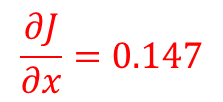 ∂J/∂x = 0.147